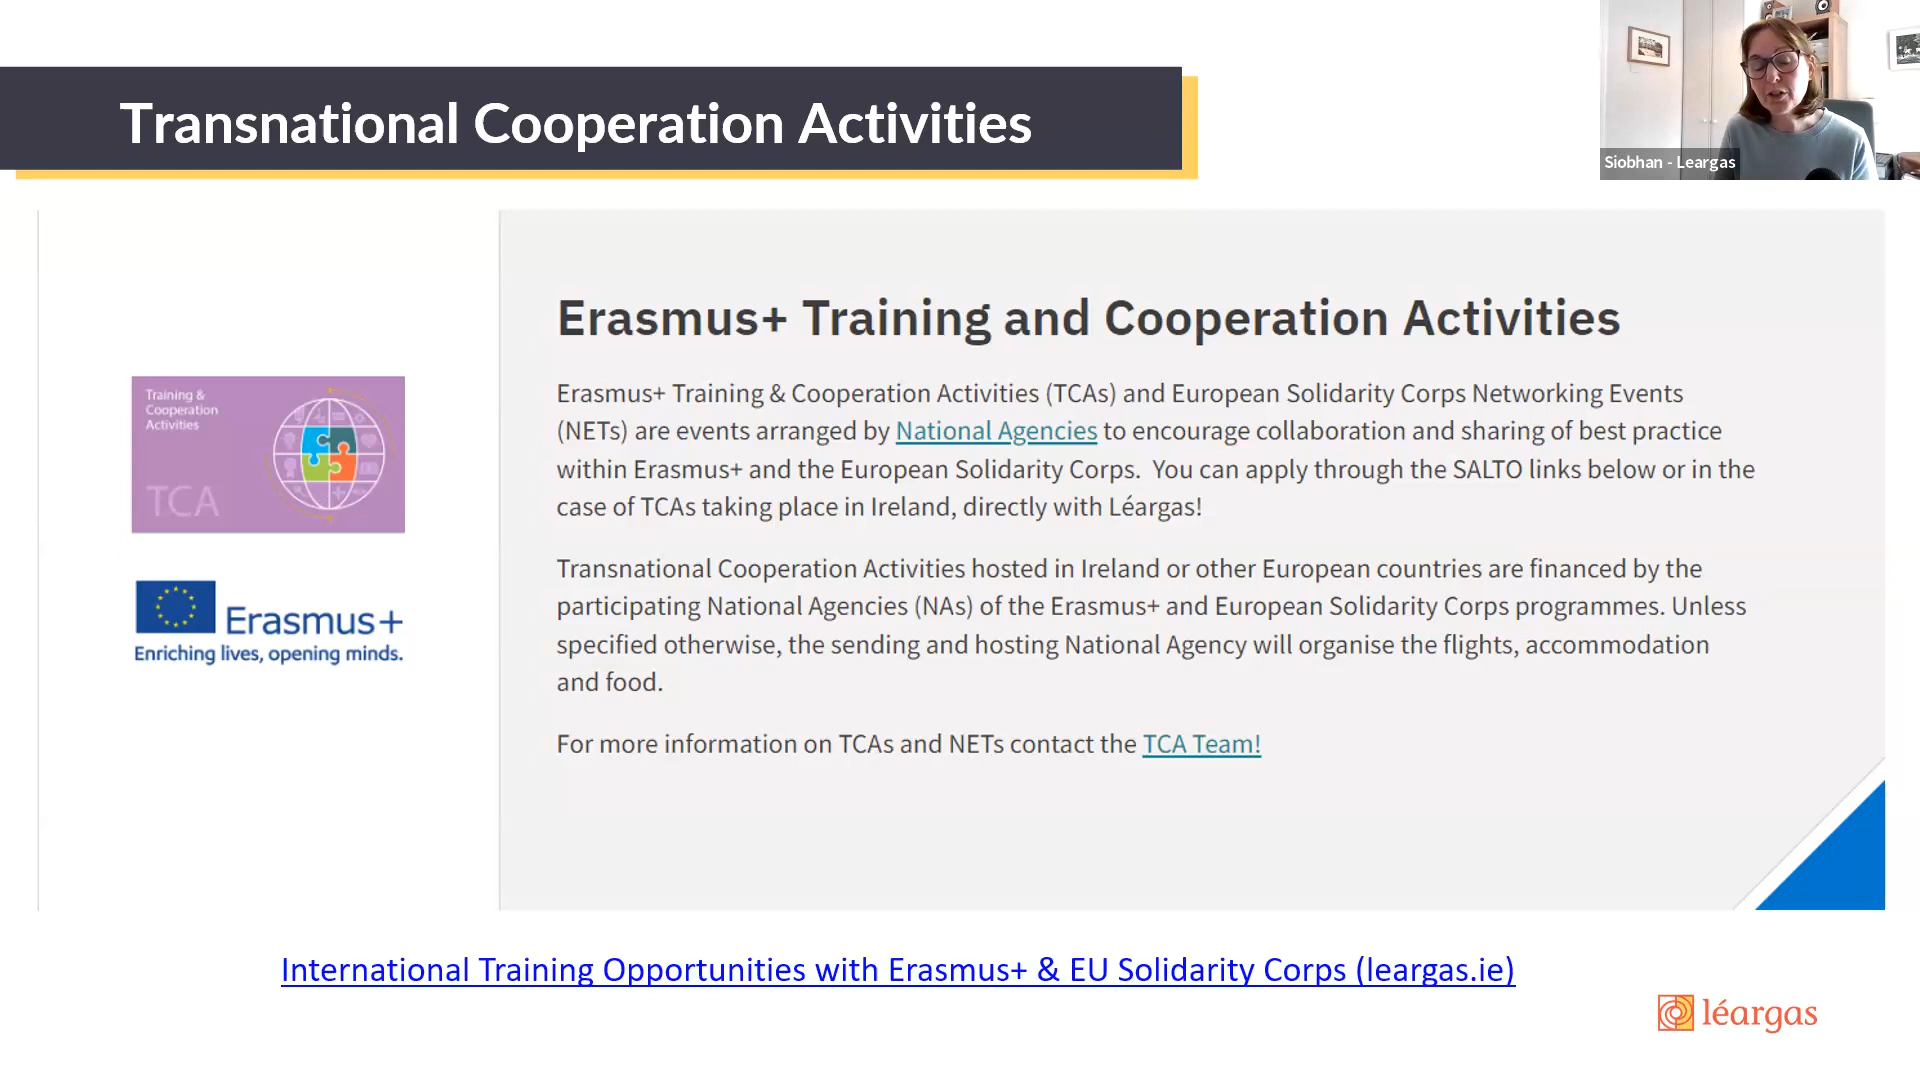 Transnational Cooperation Activities
Siobhan - Leargas
Training &
Cooperation
Activities
TCA
Erasmus+
Enriching lives, opening minds.
Erasmus+ Training and Cooperation Activities
Erasmus+ Training & Cooperation Activities (TCAs) and European Solidarity Corps Networking Events
(NETs) are events arranged by National Agencies to encourage collaboration and sharing of best practice
within Erasmus+ and the European Solidarity Corps.  You can apply through the SALTO links below or in the
case of TCAs taking place in Ireland, directly with Léargas!
Transnational Cooperation Activities hosted in Ireland or other European countries are financed by the
participating National Agencies (NAs) of the Erasmus+ and European Solidarity Corps programmes. Unless
specified otherwise, the sending and hosting National Agency will organise the flights, accommodation
and food.
For more information on TCAs and NETs contact the TCA Team!
International Training Opportunities with Erasmus+ & EU Solidarity Corps (leargas.ie)
léargas